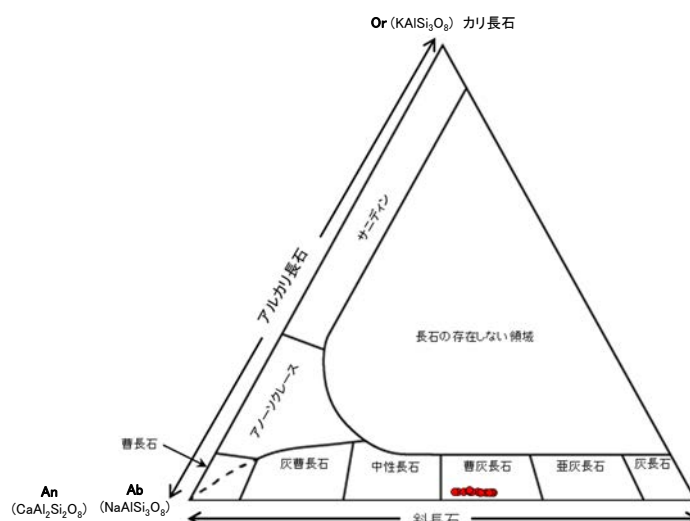 Or (KAlSi₃O₈) カリ長石
サニディン
アルカリ長石
長石の存在しない領域
アノーソクレース
曹長石
灰曹長石
中性長石
曹灰長石
亜灰長石
灰長石
An
(CaAl₂Si₂O₈)
Ab
(NaAlSi₃O₈)
斜長石